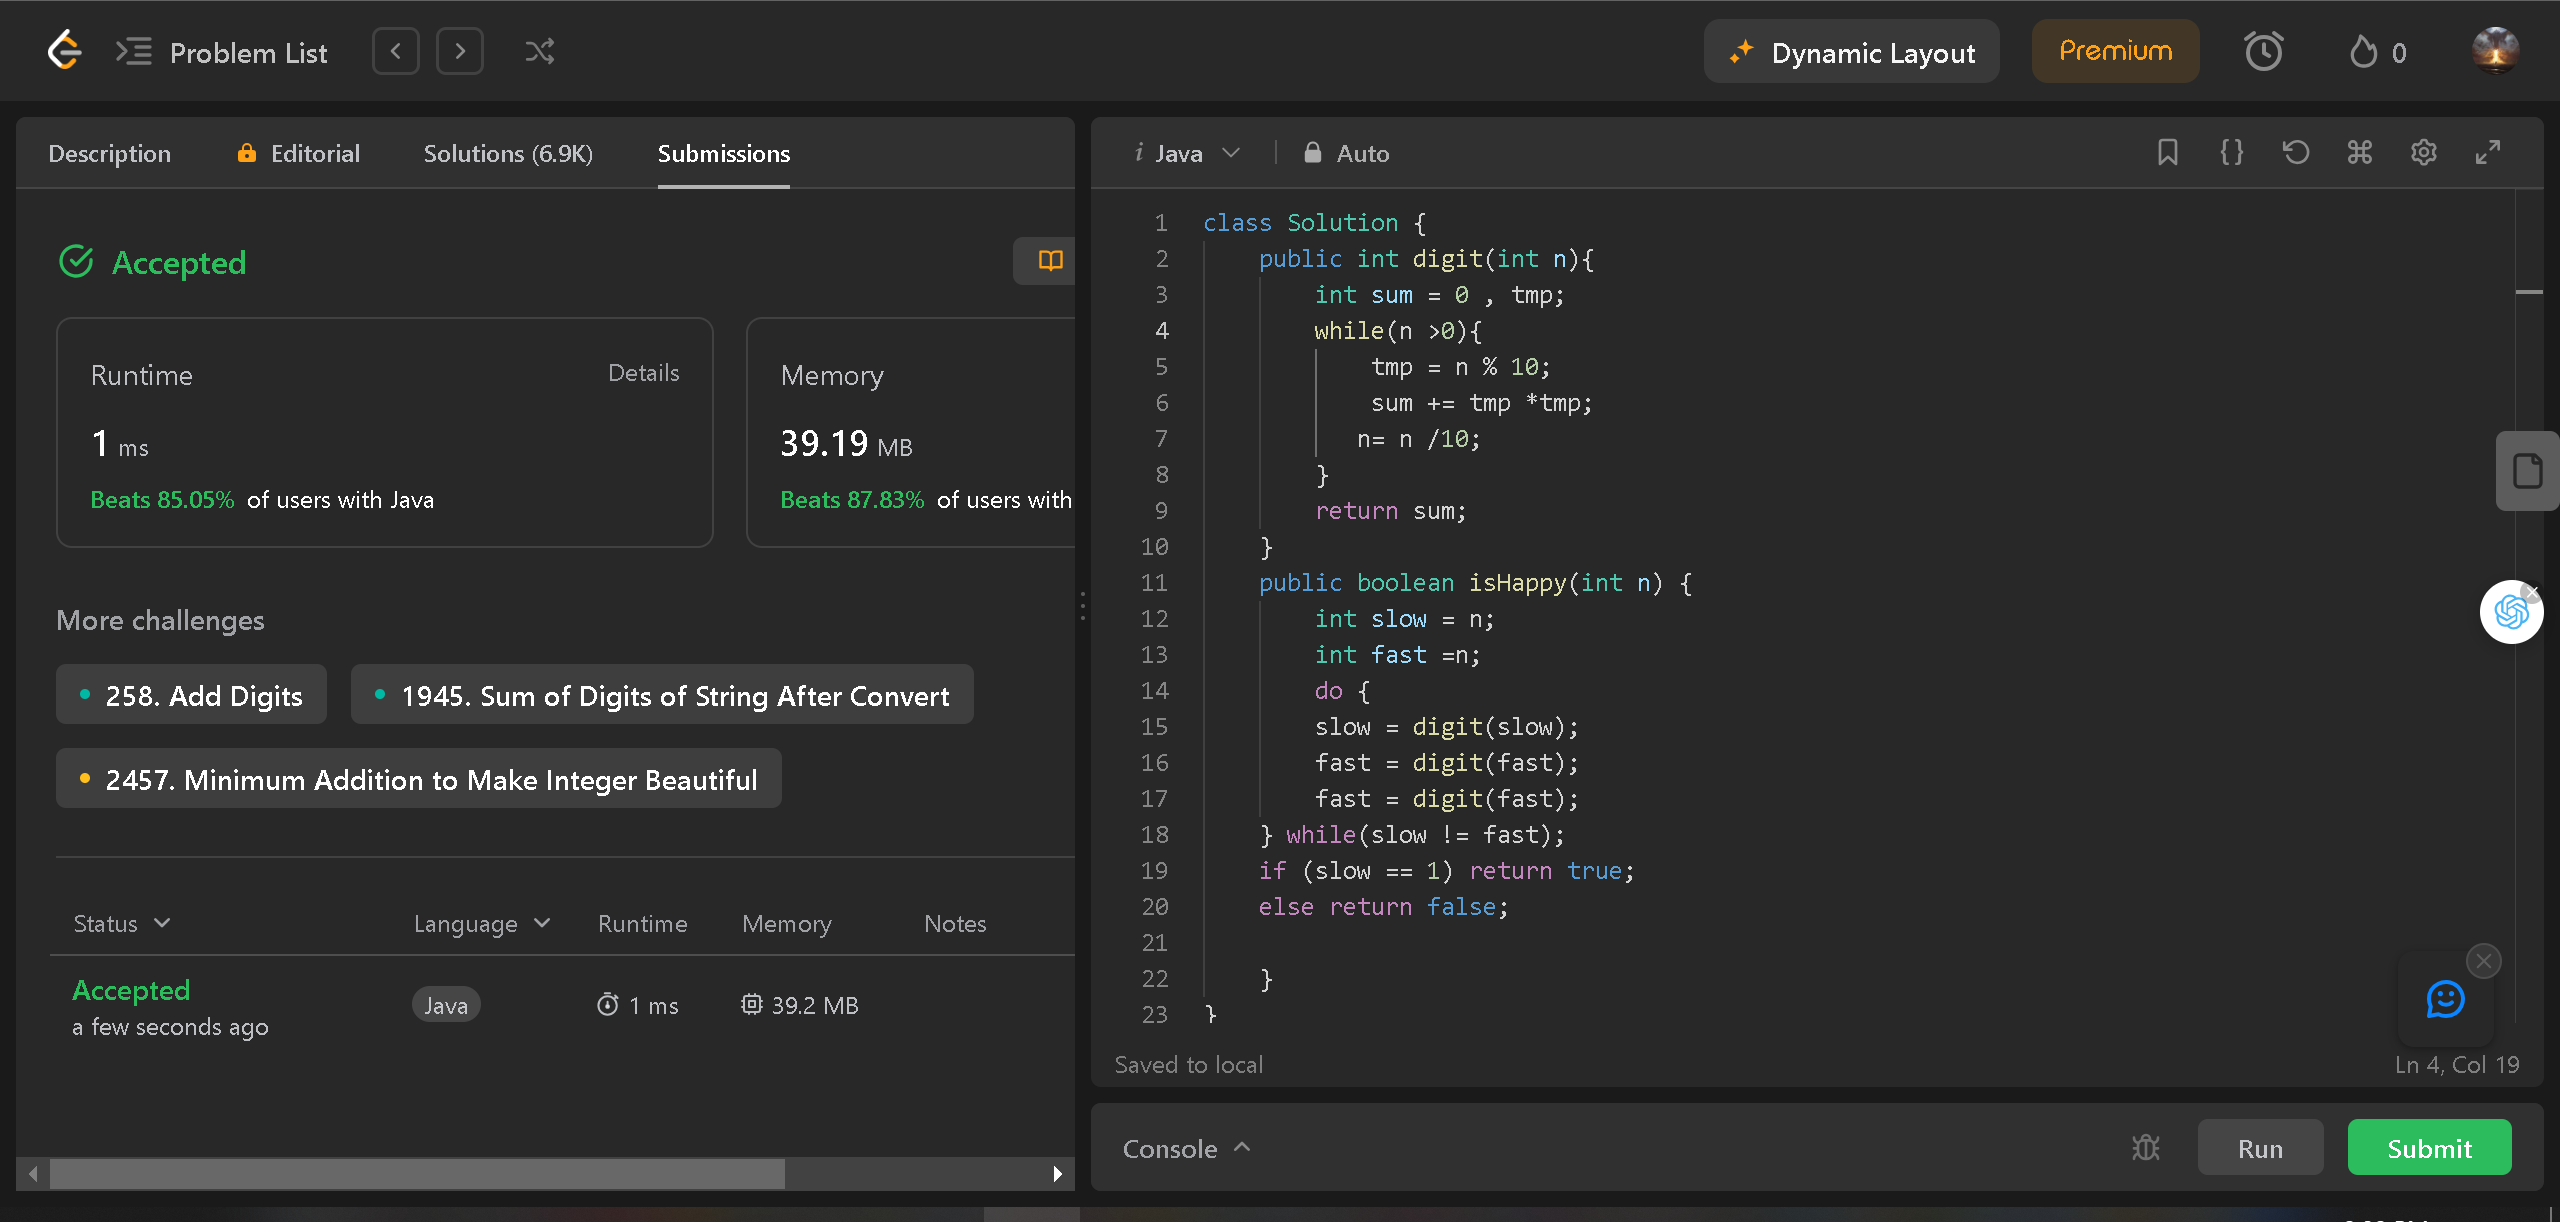 Problem List
Dynamic Layout
Premium
0
Description
Editorial
Solutions (6.9K)
Submissions
Accepted
Runtime
Details
1 ms
Beats 85.05% of users with Java
Memory
39.19 MB
Beats 87.83% of users with
More challenges
258. Add Digits
1945. Sum of Digits of String After Convert
2457. Minimum Addition to Make Integer Beautiful
Status Language Runtime Memory Notes
Accepted
a few seconds ago
Java
1 ms
39.2 MB
i Java
Auto
1 class Solution {
2 public int digit(int n){
3 int sum = 0 , tmp;
4 while(n >0){
5 tmp = n % 10;
6 sum += tmp *tmp;
7 n= n /10;
8 }
9 return sum;
10 }
11 public boolean isHappy(int n) {
12 int slow = n;
13 int fast =n;
14 do {
15 slow = digit(slow);
16 fast = digit(fast);
17 fast = digit(fast);
18 } while(slow != fast);
19 if (slow == 1) return true;
20 else return false;
21
22 }
23 }
Saved to local
Ln 4, Col 19
Console
Run
Submit